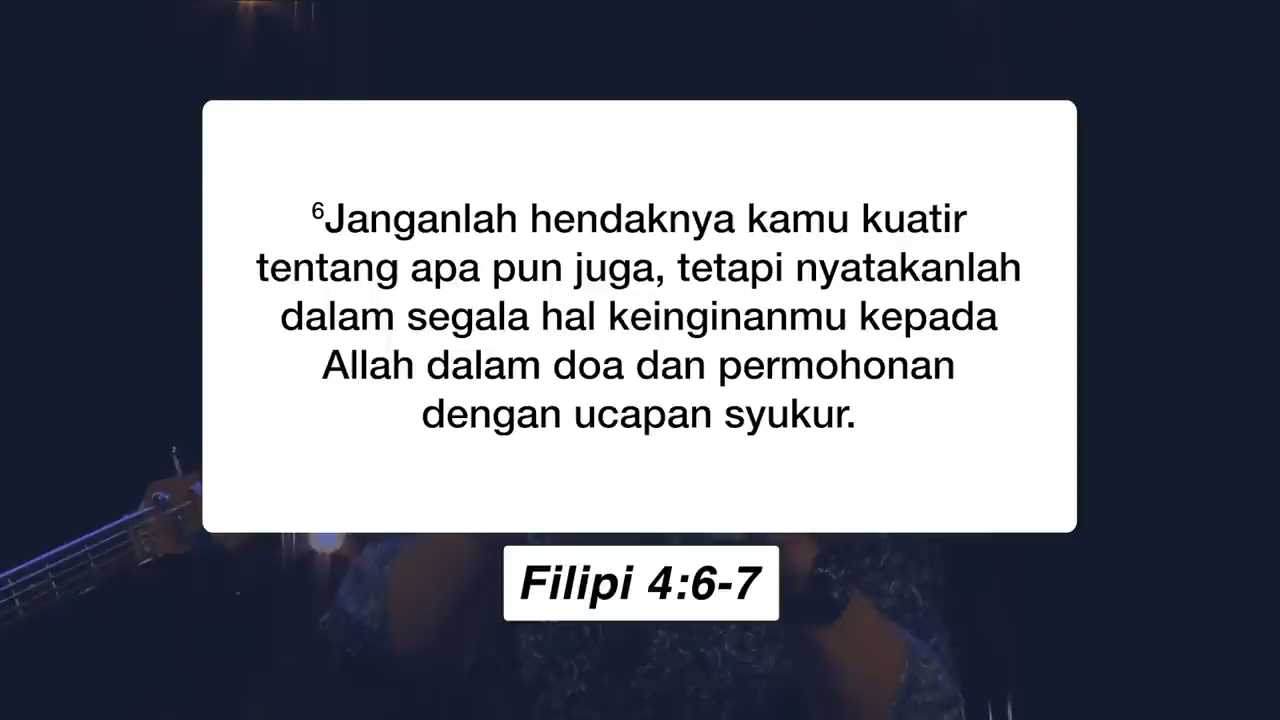 ⁶Janganlah hendaknya kamu kuatir
tentang apa pun juga, tetapi nyatakanlah
dalam segala hal keinginanmu kepada
Allah dalam doa dan permohonan
dengan ucapan syukur.
Filipi 4:6-7